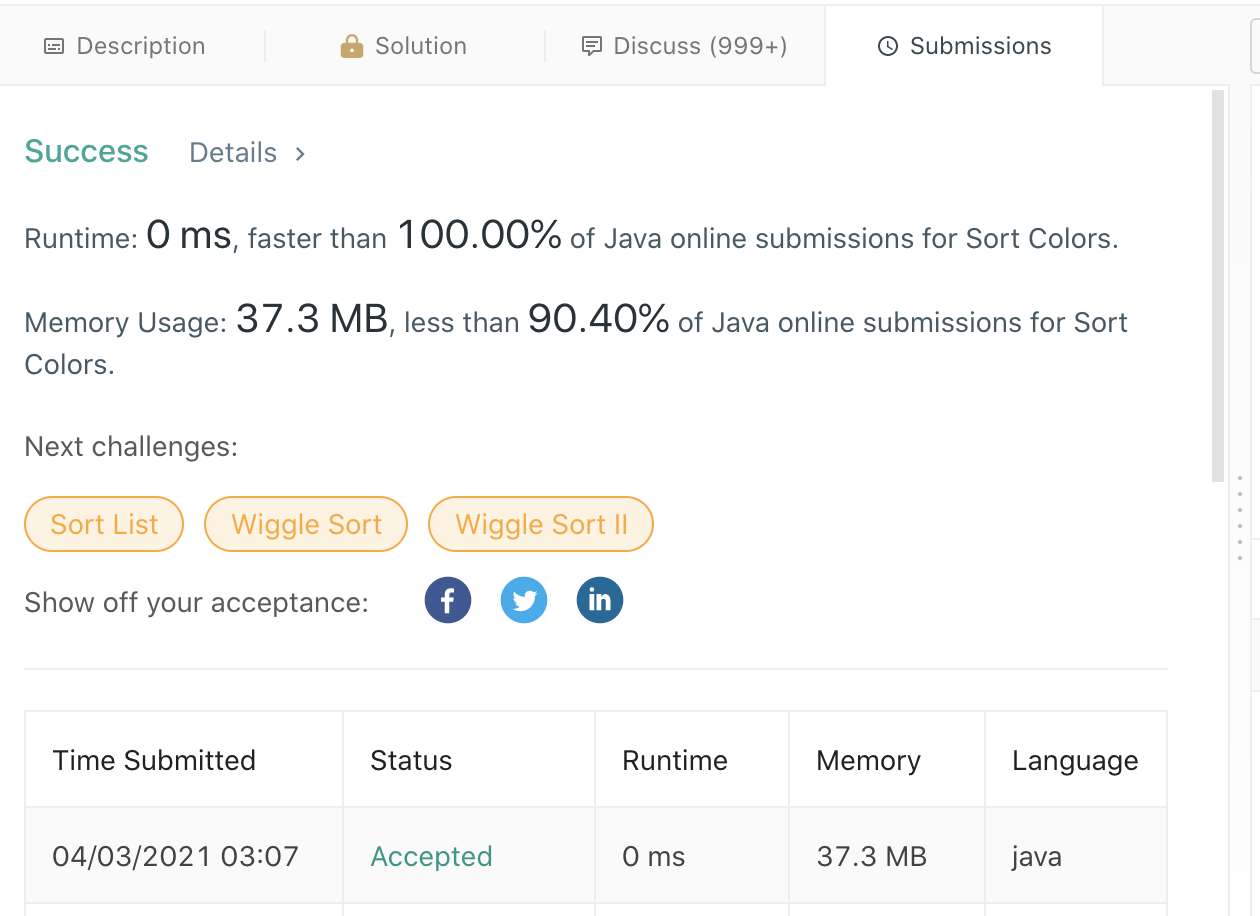 Description Solution Discuss (999+) Submissions
Success Details
Runtime: 0 ms, faster than 100.00% of Java online submissions for Sort Colors.
Memory Usage: 37.3 MB, less than 90.40% of Java online submissions for Sort
Colors.
Next challenges:
Sort List Wiggle Sort Wiggle Sort II
Show off your acceptance:
Time Submitted Status Runtime Memory Language
04/03/2021 03:07 Accepted 0 ms 37.3 MB java